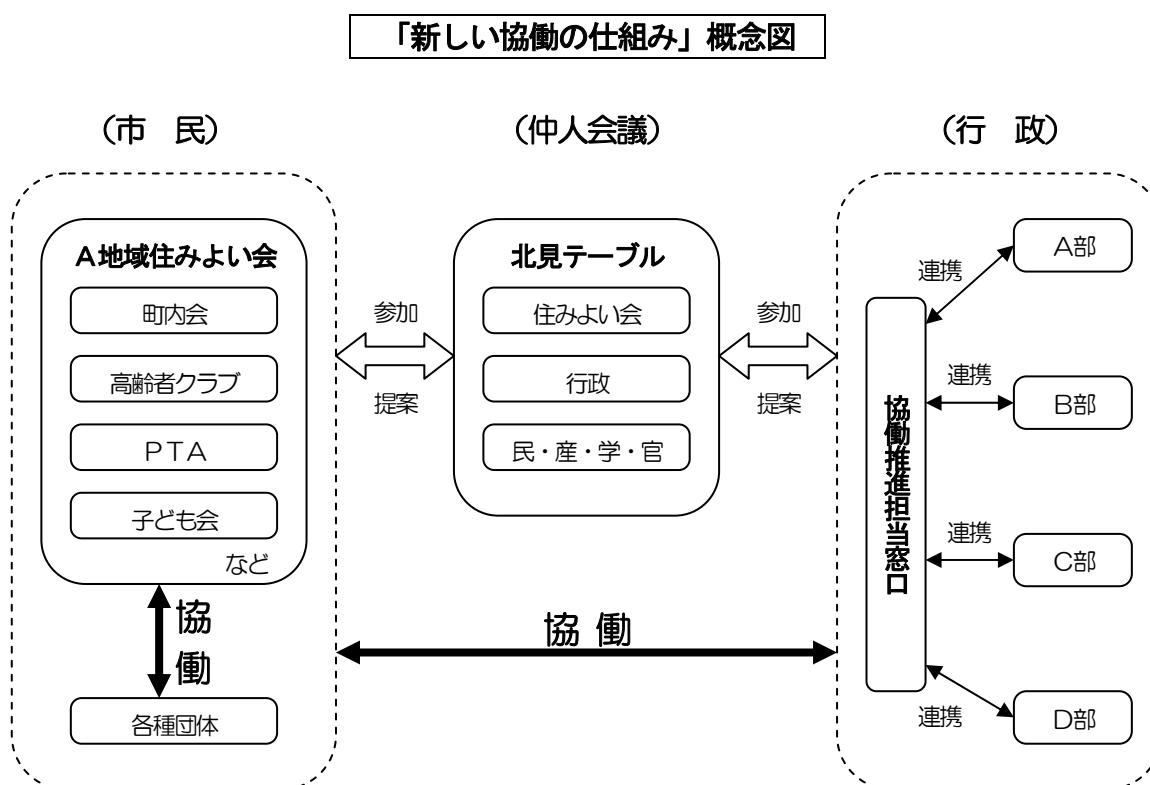 「新しい協働の仕組み」概念図
（市　民）
（仲人会議）
（行　政）
A地域住みよい会
町内会
高齢者クラブ
PTA
子ども会
など
協働
各種団体
参加
提案
北見テーブル
住みよい会
行政
民・産・学・官
参加
提案
協 働
協働推進担当窓口
連携
A部
連携
B部
連携
C部
連携
D部